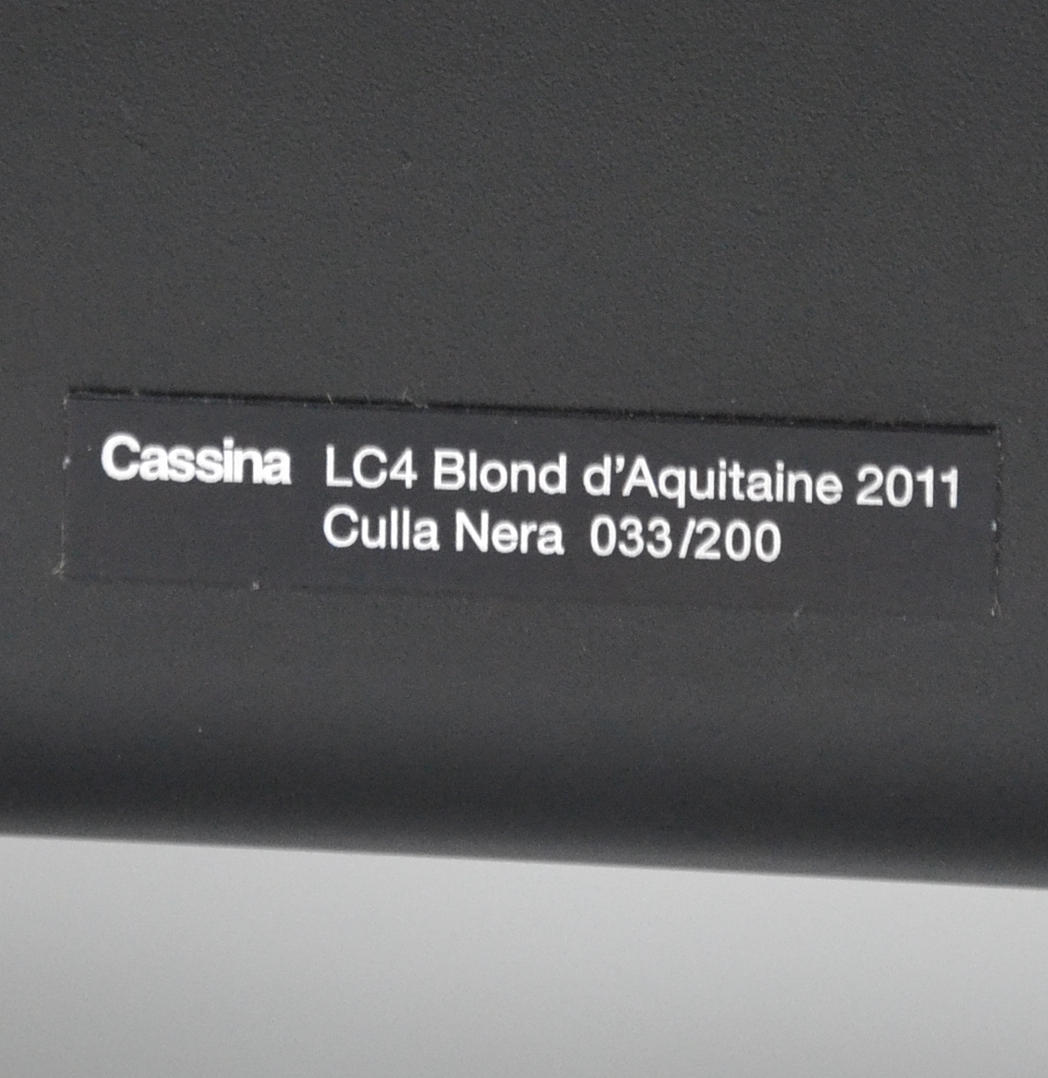 Cassina LC4 Blond d'Aquitaine 2011
Culla Nera 033/200